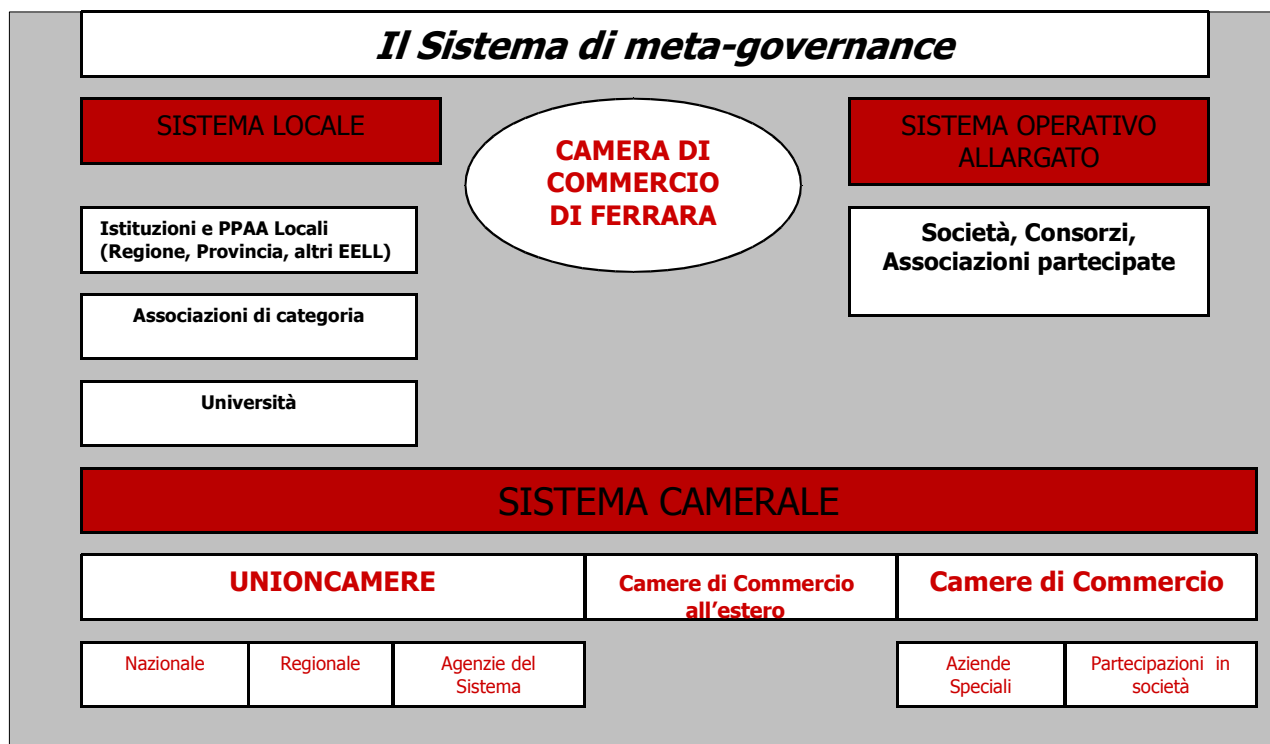 Il Sistema di meta-governance
SISTEMA LOCALE
CAMERA DI
COMMERCIO
DI FERRARA
SISTEMA OPERATIVO
ALLARGATO
Istituzioni e PPAA Locali
(Regione, Provincia, altri EELL)
Società, Consorzi,
Associazioni partecipate
Associazioni di categoria
Università
SISTEMA CAMERALE
UNIONCAMERE
Camere di Commercio
all’estero
Camere di Commercio
Nazionale
Regionale
Agenzie del
Sistema
Aziende
Speciali
Partecipazioni in
società